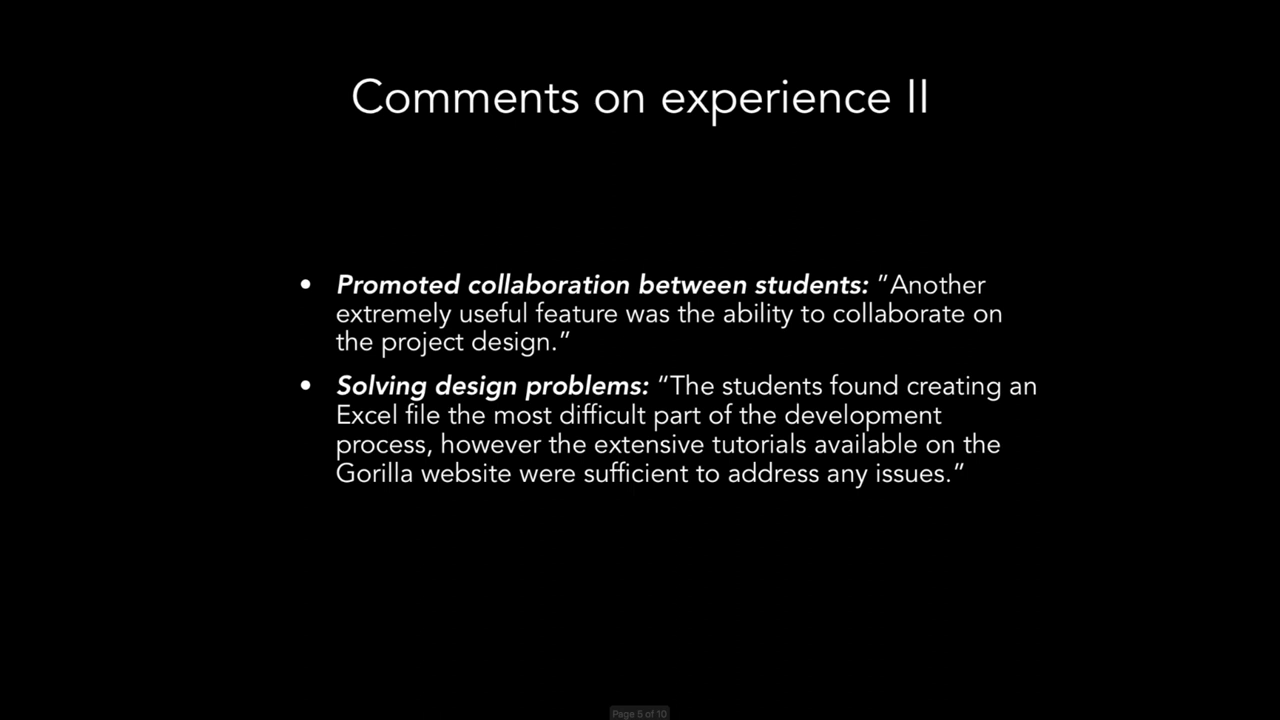 Comments on experience II
• Promoted collaboration between students: “Another
extremely useful feature was the ability to collaborate on
the project design.”
• Solving design problems: “The students found creating an
Excel file the most difficult part of the development
process, however the extensive tutorials available on the
Gorilla website were sufficient to address any issues.”
Page 5 of 10